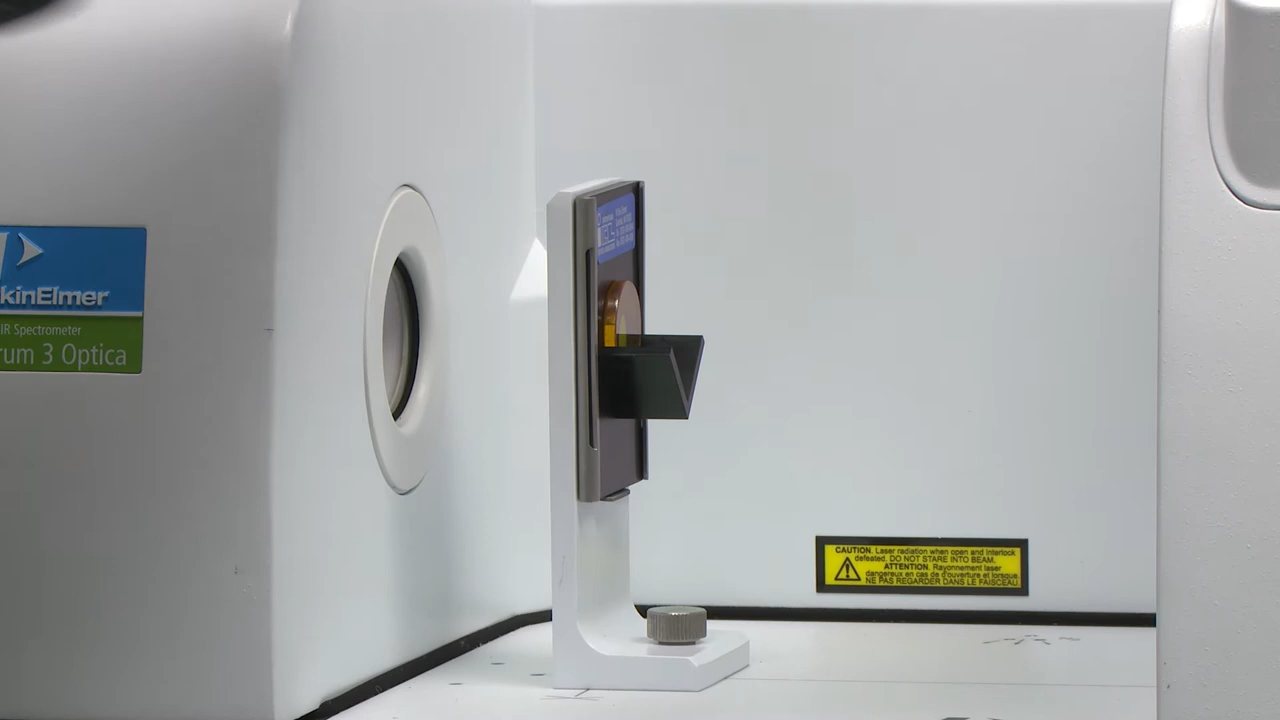 kinElmer
IR Spectrometer
rum 3 Optica
CAUTION. Laser radiation when open and interlock
defeated. DO NOT STARE INTO BEAM.
ATTENTION. Rayonnement laser
dangereux en cas de d'ouverture et lorsque.
NE PAS REGARDER DANS LE FAISCEAU.